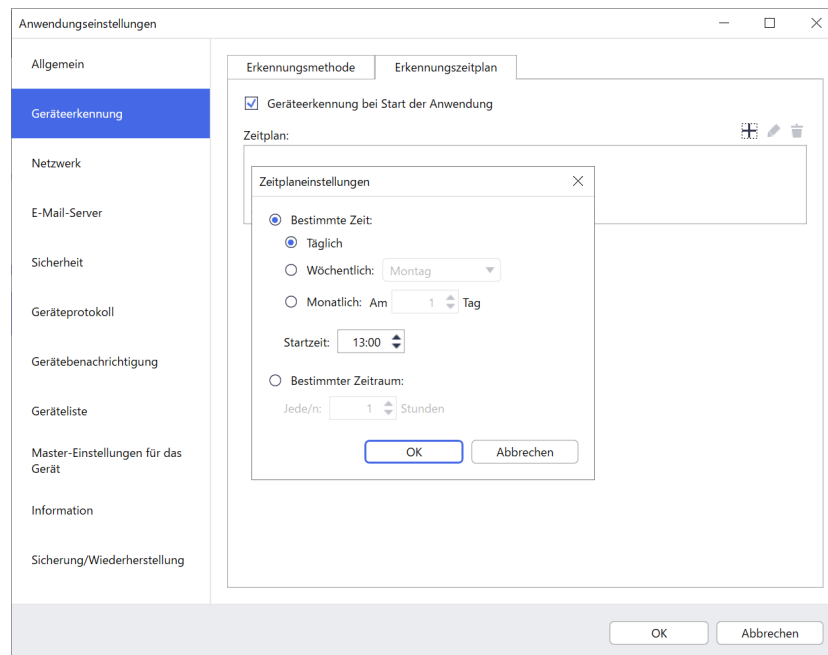 Anwendungseinstellungen
Allgemein
Geräteerkennung
Netzwerk
E-Mail-Server
Sicherheit
Geräteprotokoll
Gerätebenachrichtigung
Geräteliste
Master-Einstellungen für das
Gerät
Information
Sicherung/Wiederherstellung
Erkennungsmethode Erkennungszeitplan
Geräteerkennung bei Start der Anwendung
Zeitplan:
Zeitplaneinstellungen
Bestimmte Zeit:
Täglich
Wöchentlich: Montag
Monatlich: Am 1 Tag
Startzeit: 13:00
Bestimmter Zeitraum:
Jede/n: 1 Stunden
OK Abbrechen
OK Abbrechen